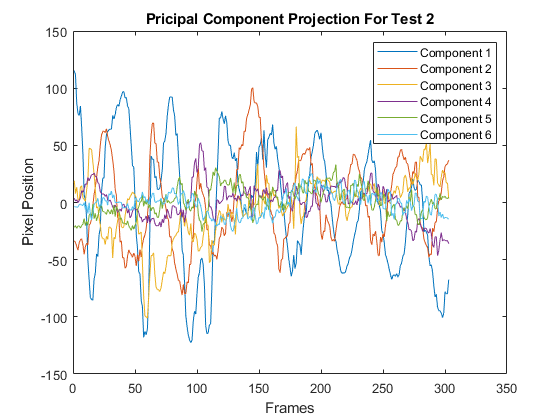 Pricipal Component Projection For Test 2
150
100
50
0
-50
-100
-150
Pixel Position
Component 1
Component 2
Component 3
Component 4
Component 5
Component 6
0 50 100 150 200 250 300 350
Frames